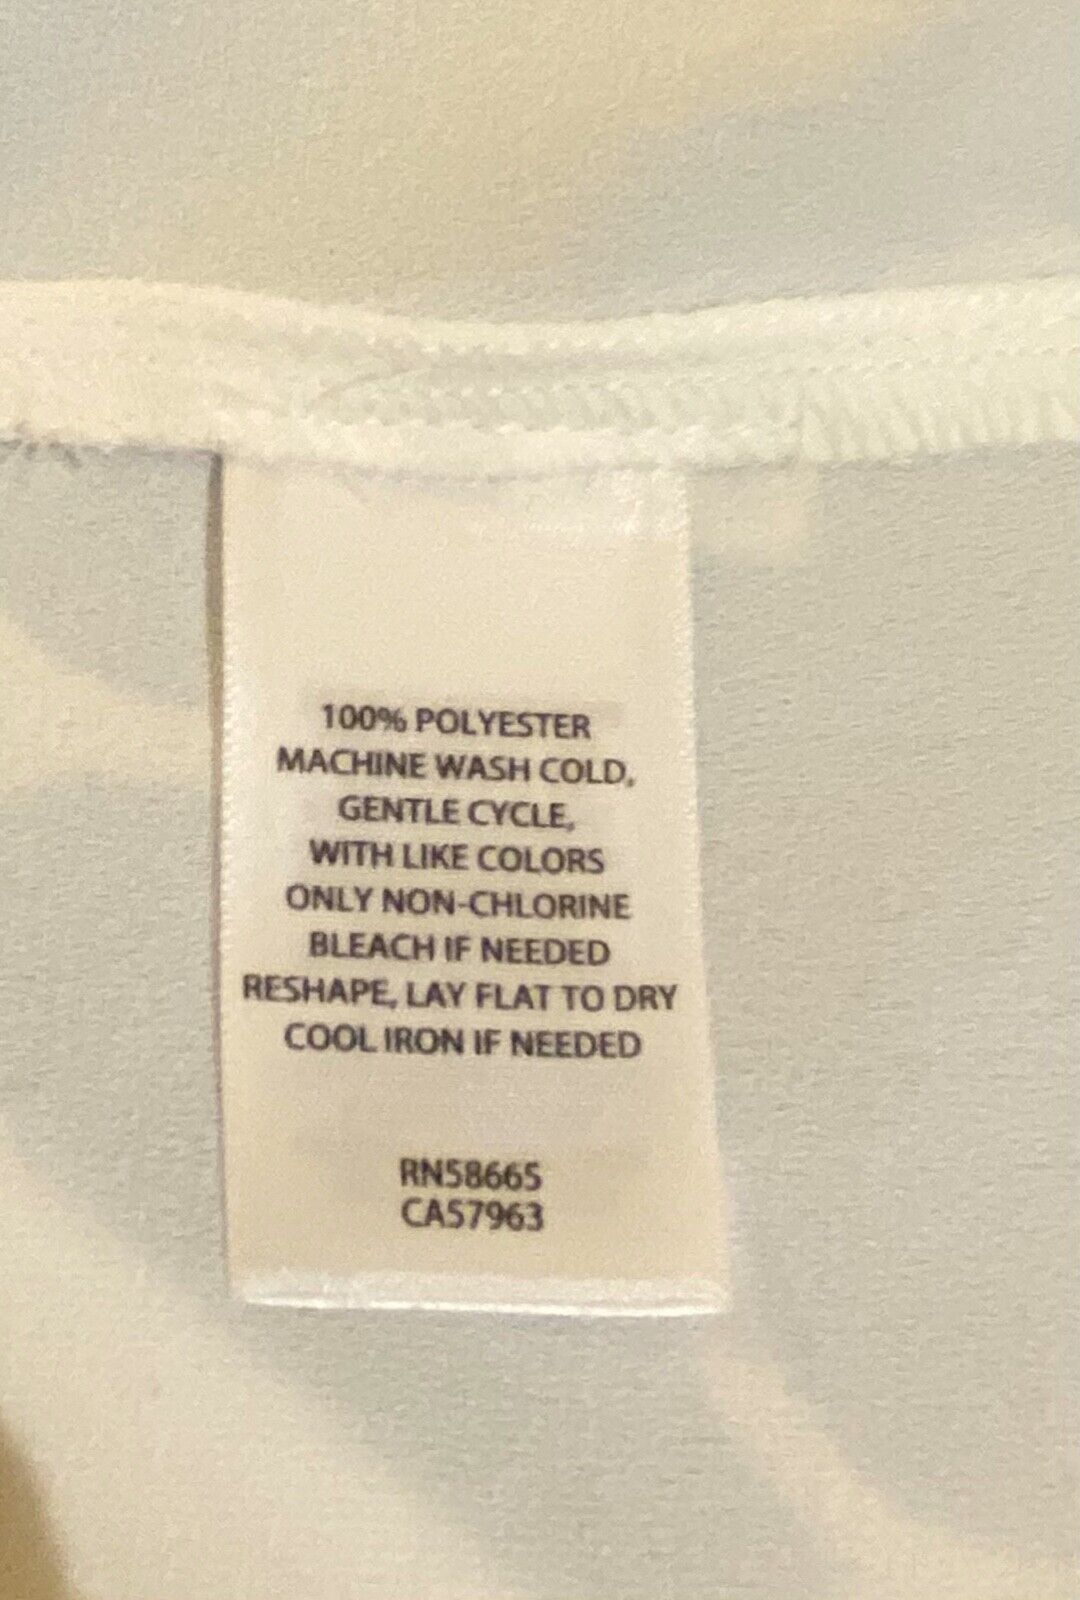 100% POLYESTER
MACHINE WASH COLD,
GENTLE CYCLE,
WITH LIKE COLORS
ONLY NON-CHLORINE
BLEACH IF NEEDED
RESHAPE, LAY FLAT TO DRY
COOL IRON IF NEEDED
RN58665
CA57963